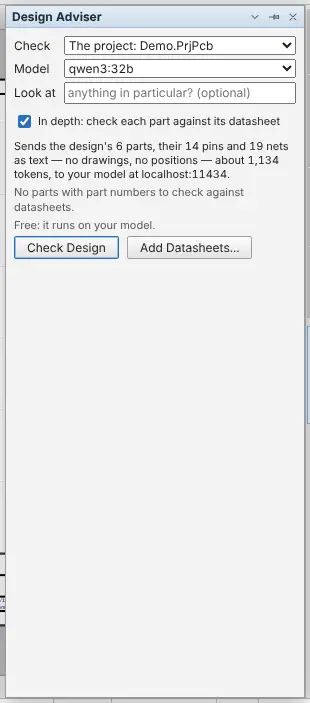 Design Adviser
Check The project: Demo.PrjPcb
Model qwen3:32b
Look at anything in particular? (optional)
In depth: check each part against its datasheet
Sends the design's 6 parts, their 14 pins and 19 nets
as text — no drawings, no positions — about 1,134
tokens, to your model at localhost:11434.
No parts with part numbers to check against
datasheets.
Free: it runs on your model.
Check Design Add Datasheets...